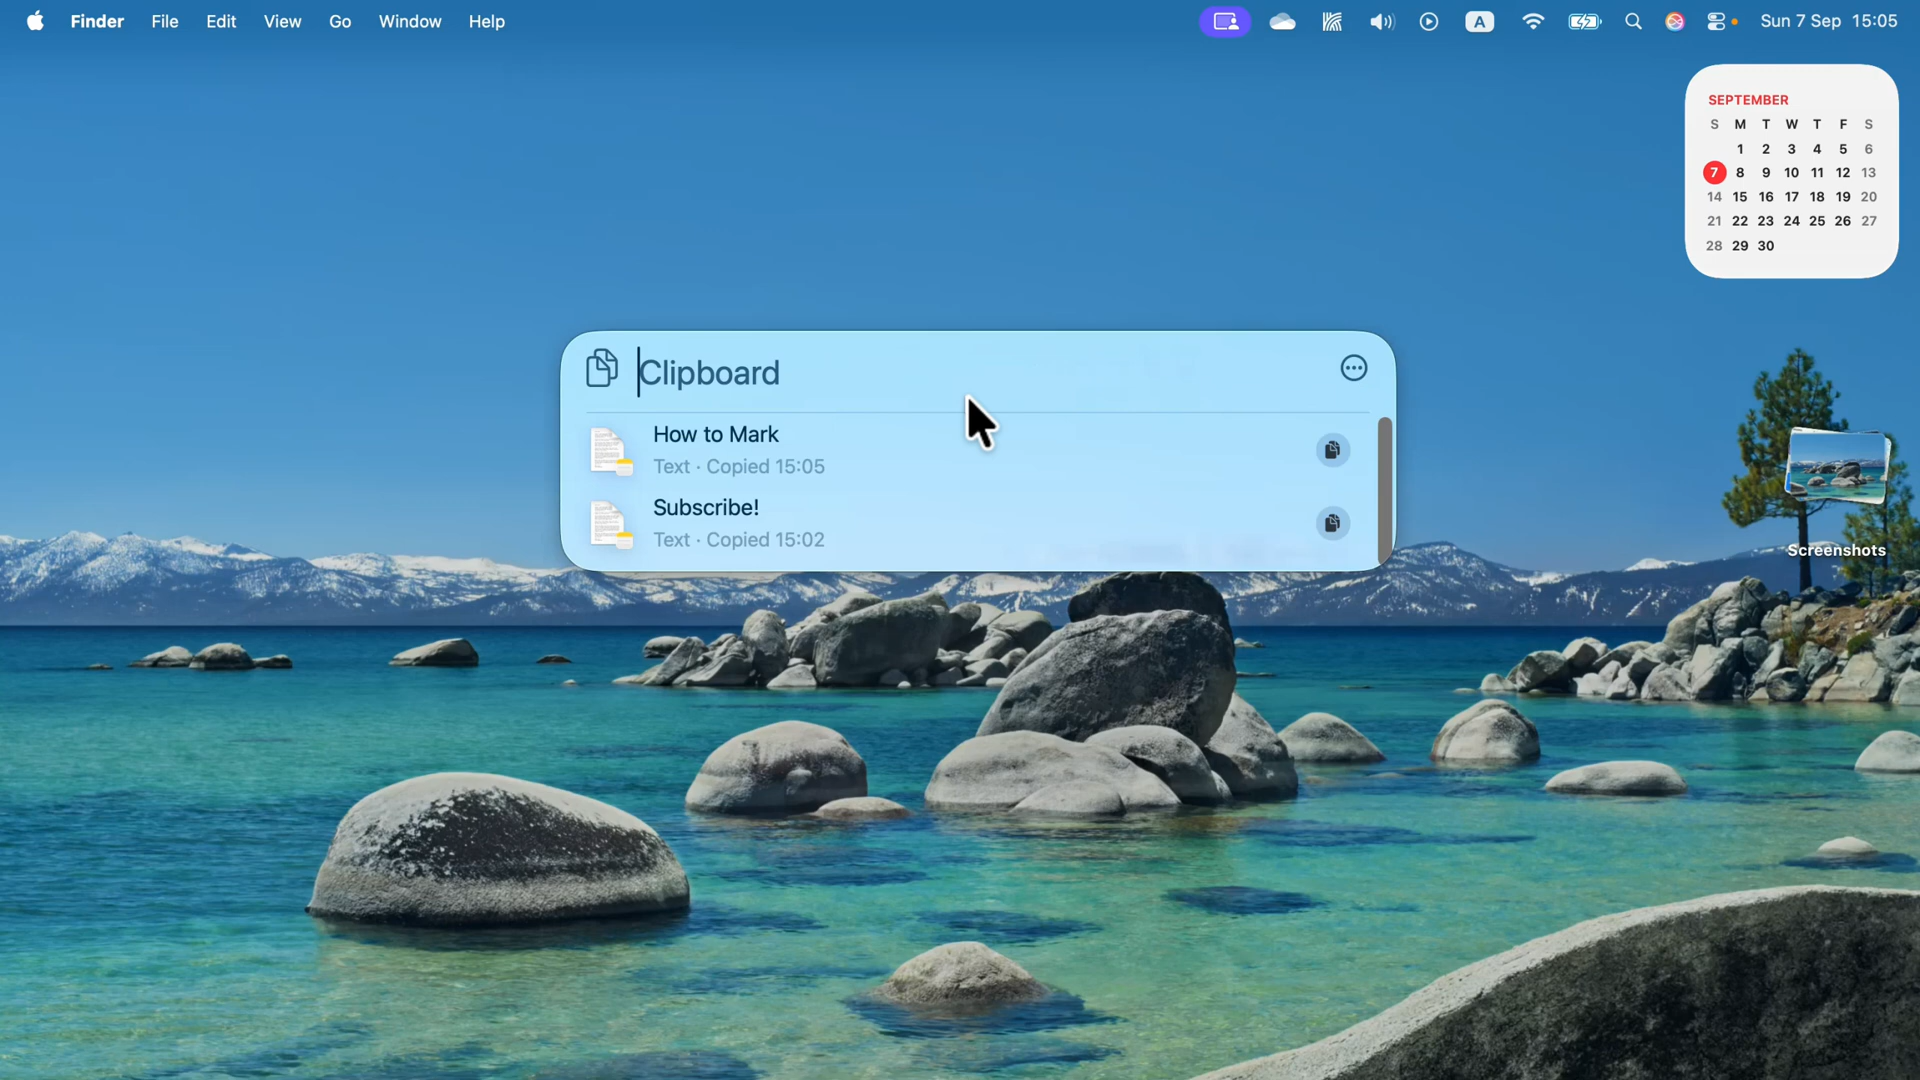 Finder File Edit View Go Window Help A Sun 7 Sep 15:05
SEPTEMBER
S M T W T F S
1 2 3 4 5 6
7 8 9 10 11 12 13
14 15 16 17 18 19 20
21 22 23 24 25 26 27
28 29 30
Clipboard
How to Mark
Text · Copied 15:05
Subscribe!
Text · Copied 15:02
Screenshots